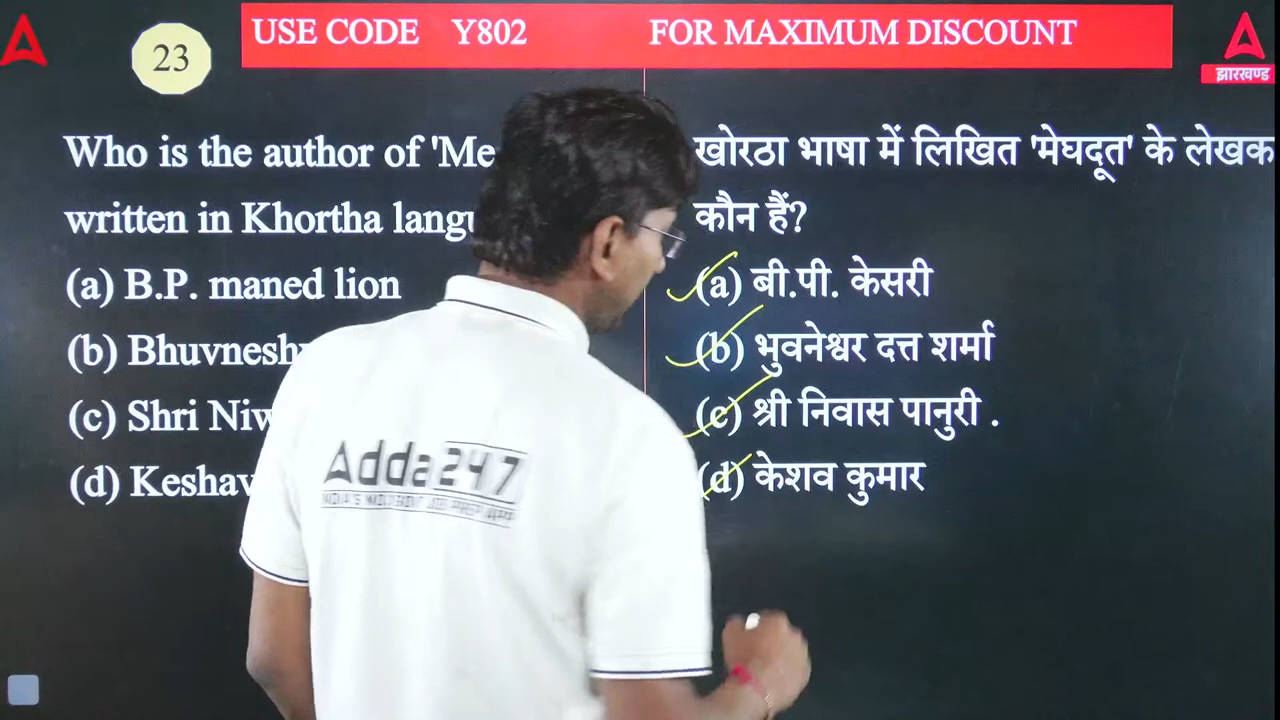 USE CODE Y802 FOR MAXIMUM DISCOUNT
23
झारखण्ड
Who is the author of 'Me
written in Khortha langu
(a) B.P. maned lion
(b) Bhuvnesh
(c) Shri Niw
(d) Keshav
खोरठा भाषा में लिखित 'मेघदूत' के लेखक
कौन हैं?
(a) बी.पी. केसरी
(b) भुवनेश्वर दत्त शर्मा
(c) श्री निवास पानुरी .
(d) केशव कुमार
Adda247